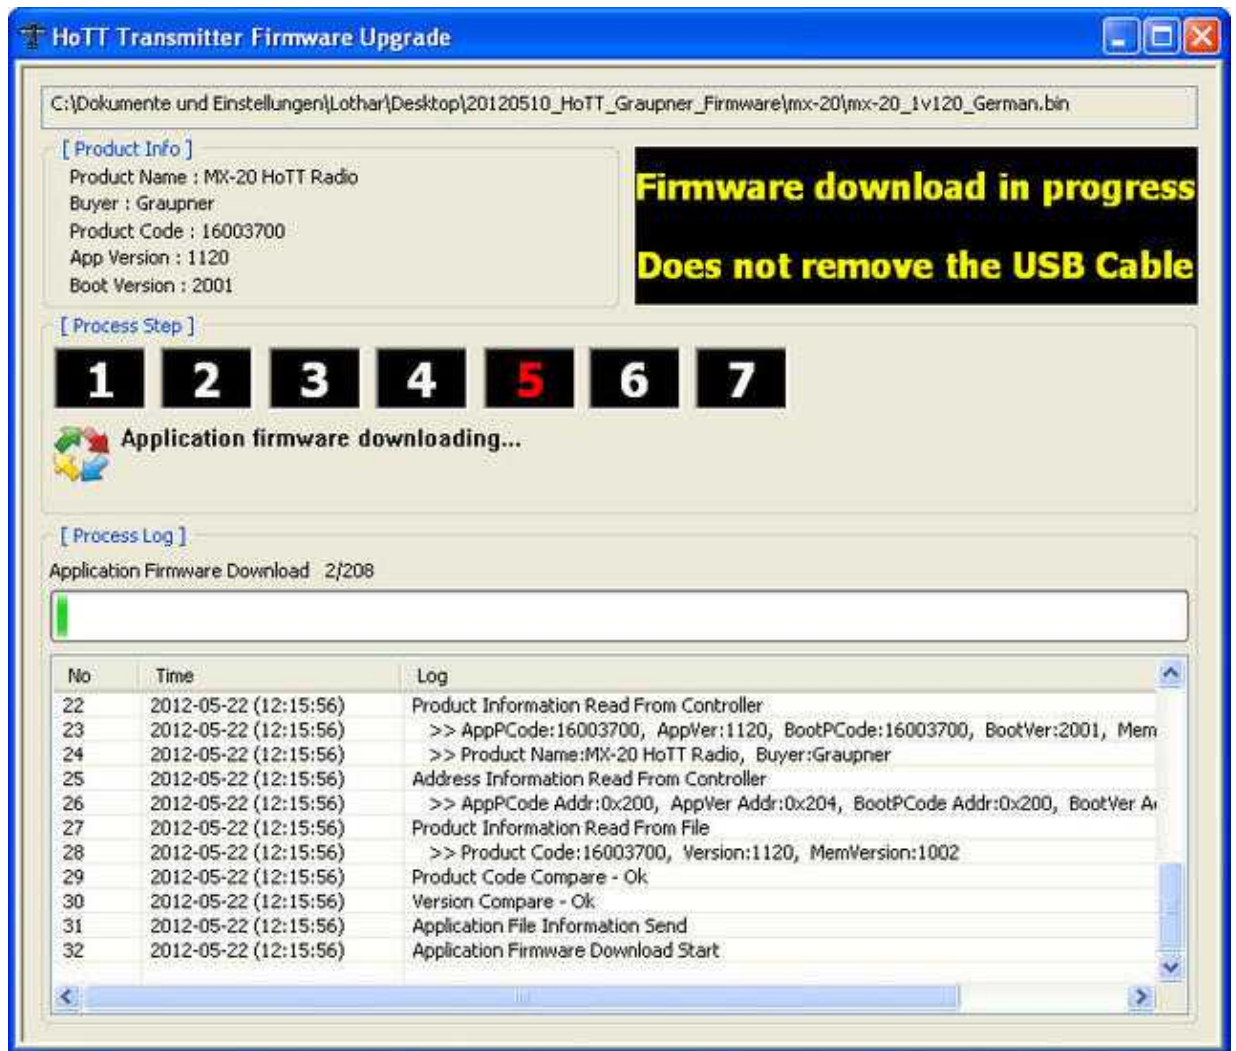 HoTT Transmitter Firmware Upgrade
C:\Dokumente und Einstellungen\Lothar\Desktop\20120510_HoTT_Graupner_Firmware\mx-20\mx-20_1v120_German.bin
[ Product Info ]
Product Name : MX-20 HoTT Radio
Buyer : Graupner
Product Code : 16003700
App Version : 1120
Boot Version : 2001
Firmware download in progress
Does not remove the USB Cable
[ Process Step ]
1 2 3 4 5 6 7
Application firmware downloading...
[ Process Log ]
Application Firmware Download 2/208
No Time Log
22 2012-05-22 (12:15:56) Product Information Read From Controller
23 2012-05-22 (12:15:56) >> AppPCode:16003700, AppVer:1120, BootPCode:16003700, BootVer:2001, Mem
24 2012-05-22 (12:15:56) >> Product Name:MX-20 HoTT Radio, Buyer:Graupner
25 2012-05-22 (12:15:56) Address Information Read From Controller
26 2012-05-22 (12:15:56) >> AppPCode Addr:0x200, AppVer Addr:0x204, BootPCode Addr:0x200, BootVer
27 2012-05-22 (12:15:56) Product Information Read From File
28 2012-05-22 (12:15:56) >> Product Code:16003700, Version:1120, MemVersion:1002
29 2012-05-22 (12:15:56) Product Code Compare - Ok
30 2012-05-22 (12:15:56) Version Compare - Ok
31 2012-05-22 (12:15:56) Application File Information Send
32 2012-05-22 (12:15:56) Application Firmware Download Start